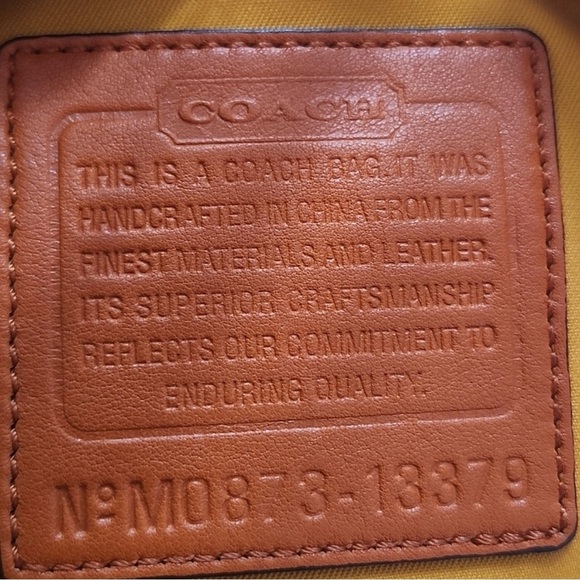 COACH
THIS IS A COACH BAG. IT WAS
HANDCRAFTED IN CHINA FROM THE
FINEST MATERIALS AND LEATHER.
ITS SUPERIOR CRAFTSMANSHIP
REFLECTS OUR COMMITMENT TO
ENDURING QUALITY.
Nº M0873-13379